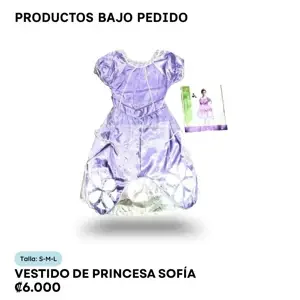 PRODUCTOS BAJO PEDIDO
Talla: S-M-L
VESTIDO DE PRINCESA SOFÍA
₡6.000